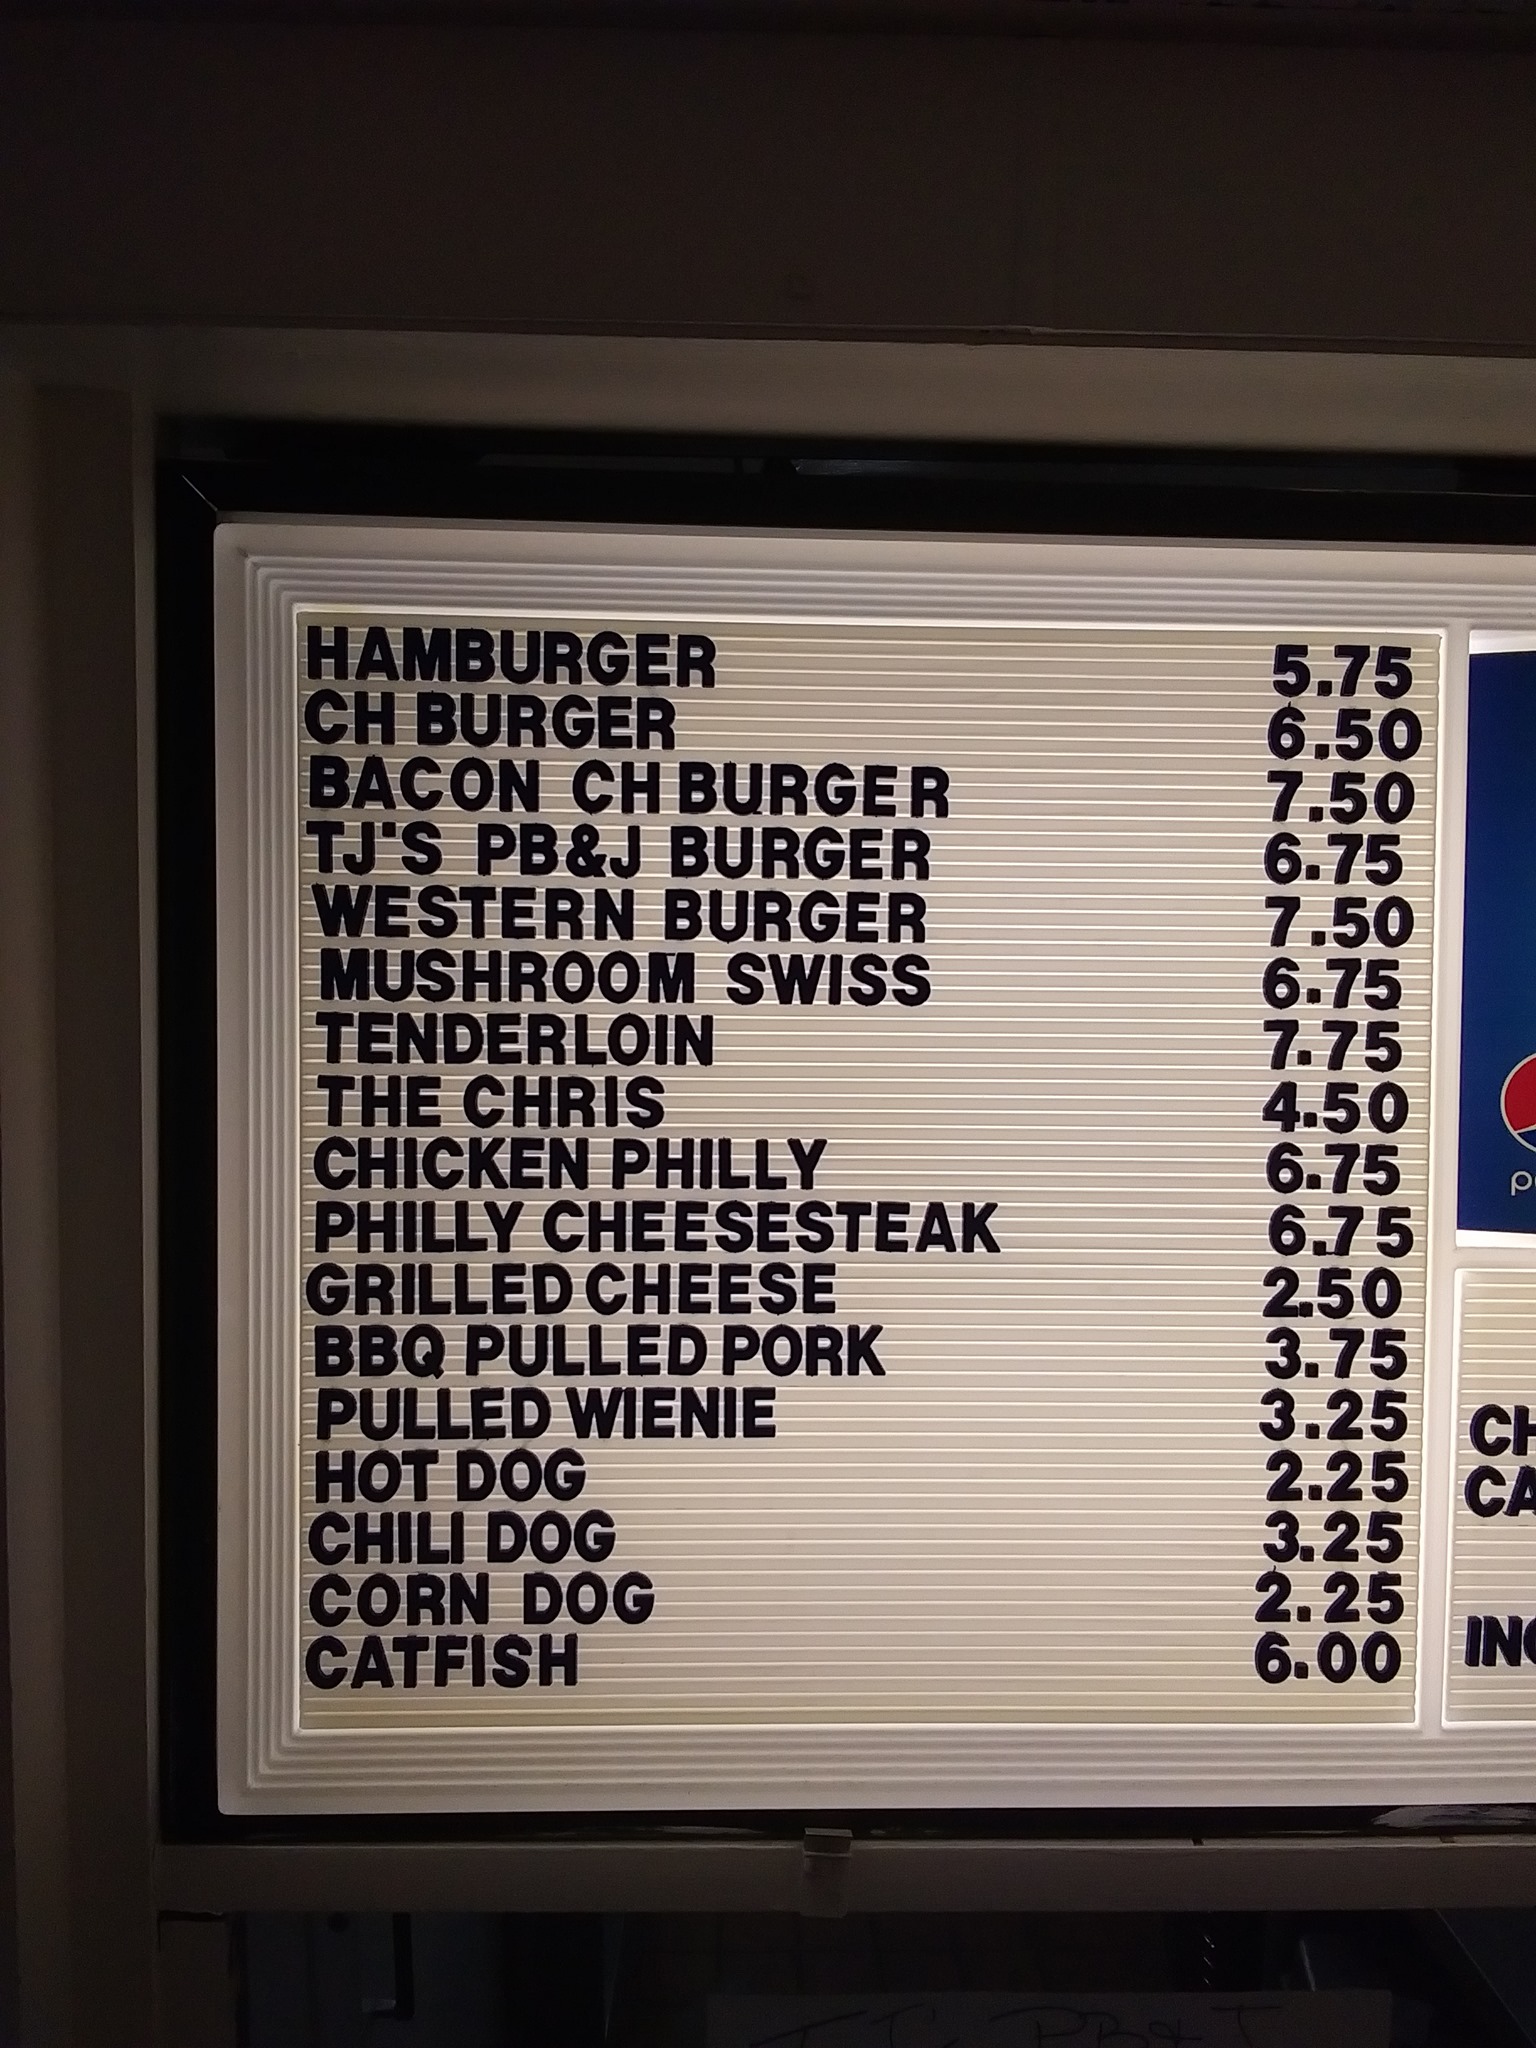 HAMBURGER 5.75
CH BURGER 6.50
BACON CH BURGER 7.50
TJ'S PB&J BURGER 6.75
WESTERN BURGER 7.50
MUSHROOM SWISS 6.75
TENDERLOIN 7.75
THE CHRIS 4.50
CHICKEN PHILLY 6.75
PHILLY CHEESESTEAK 6.75
GRILLED CHEESE 2.50
BBQ PULLED PORK 3.75
PULLED WIENIE 3.25
HOT DOG 2.25
CHILI DOG 3.25
CORN DOG 2.25
CATFISH 6.00